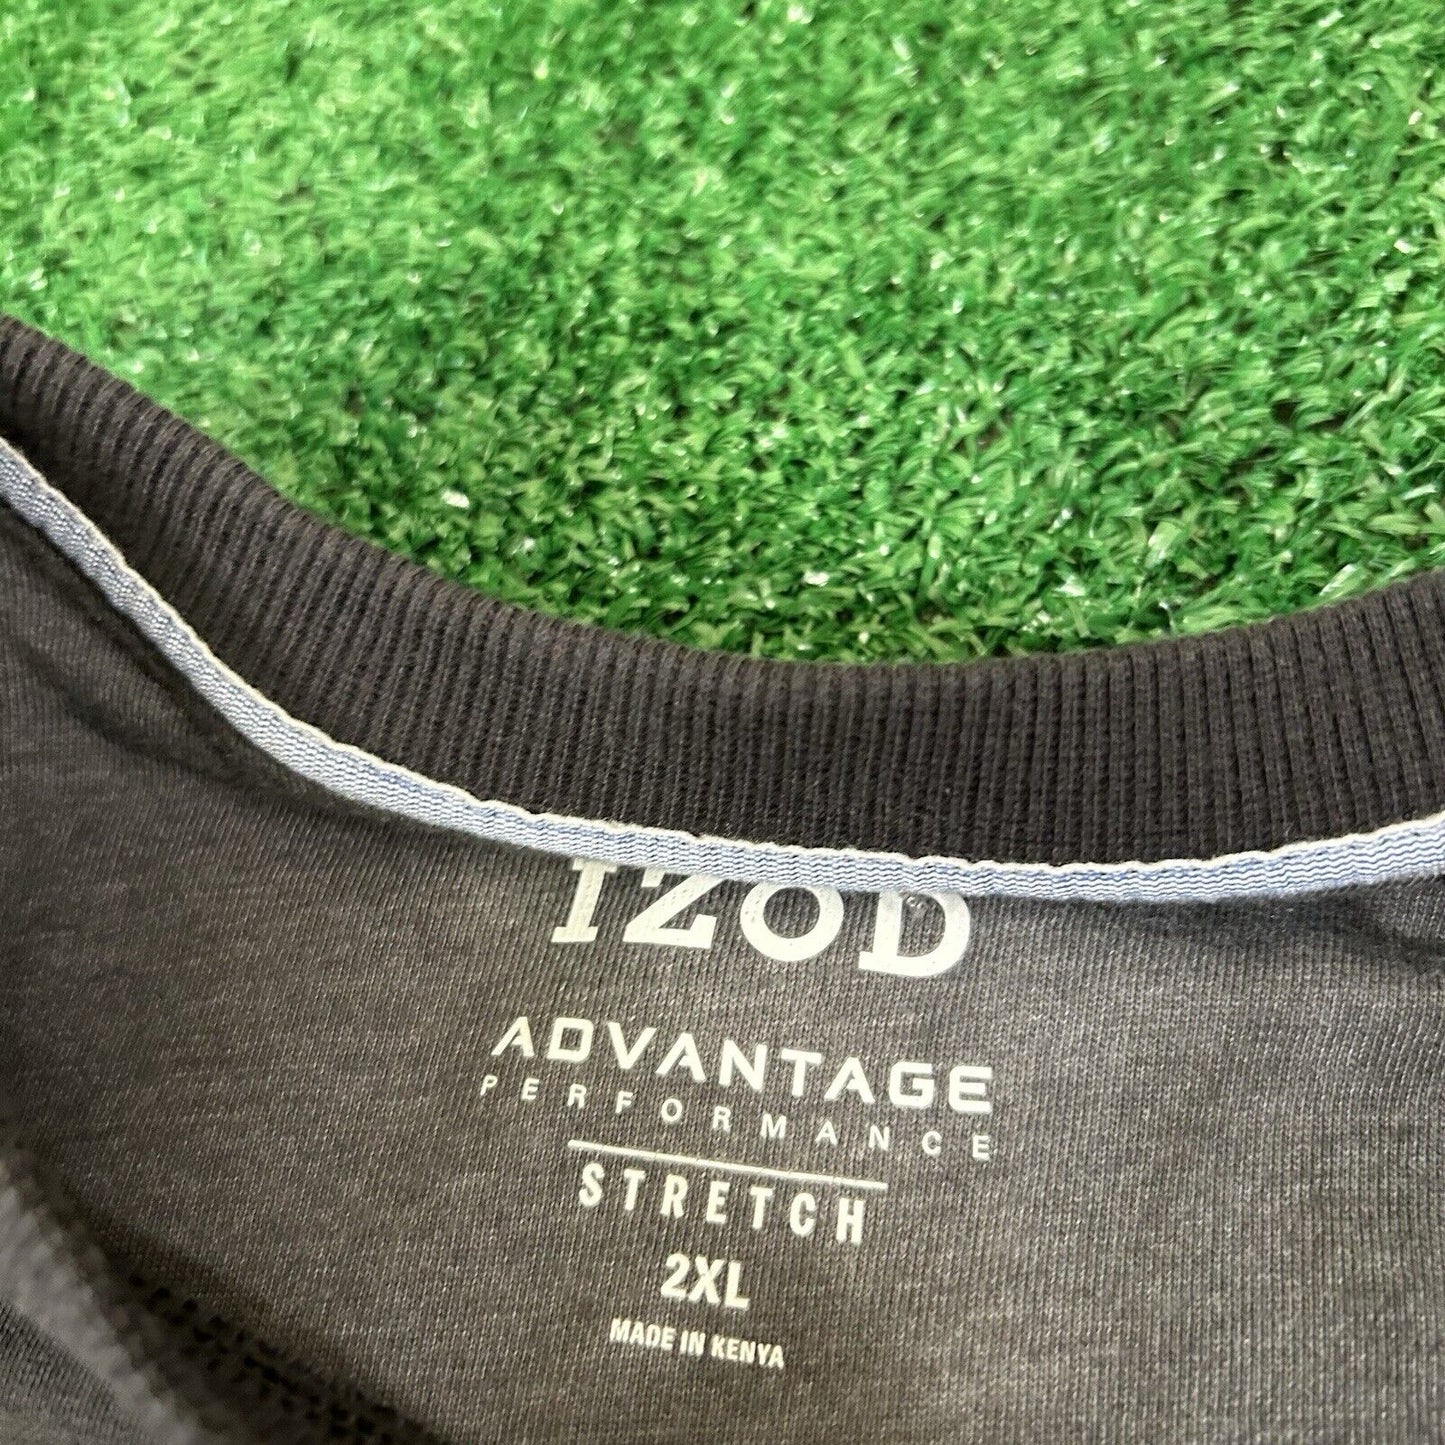 IZOD
ADVANTAGE
PERFORMANCE
STRETCH
2XL
MADE IN KENYA